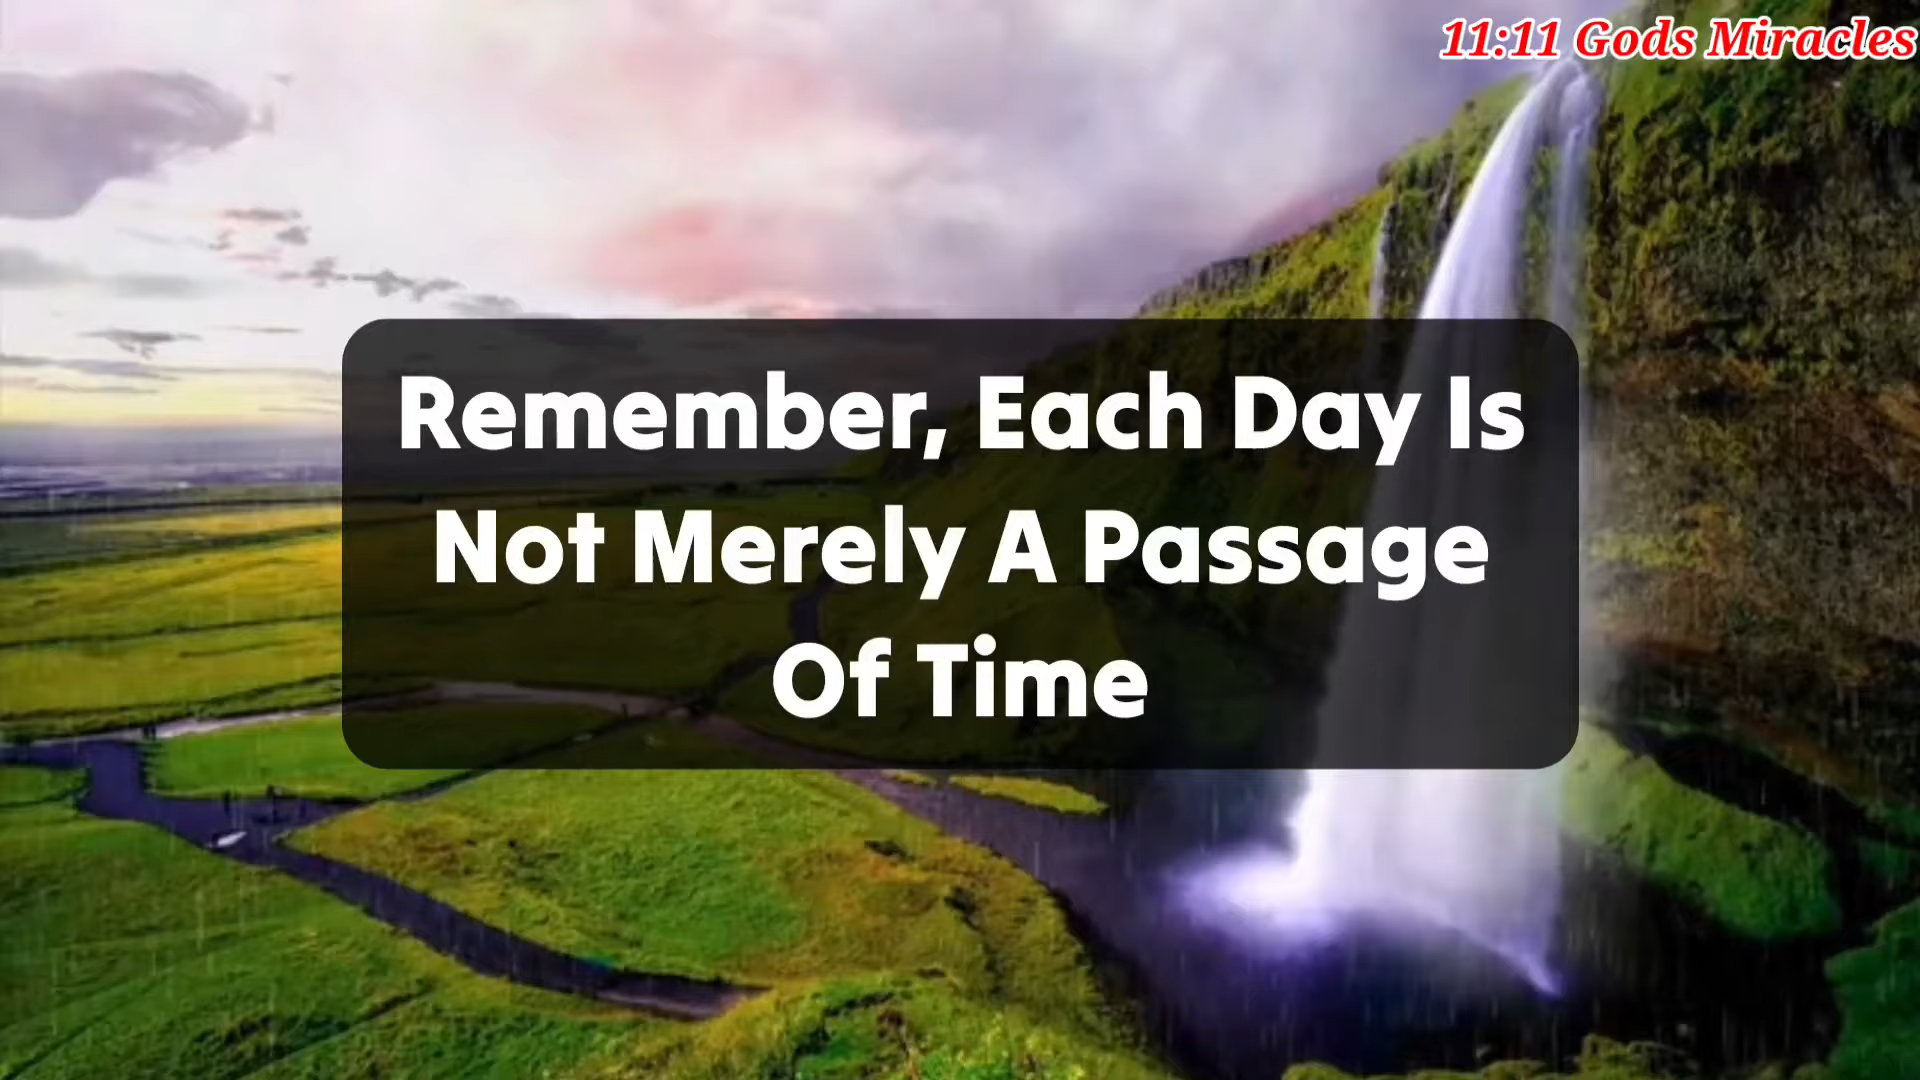 11:11 Gods Miracles
Remember, Each Day Is
Not Merely A Passage
Of Time